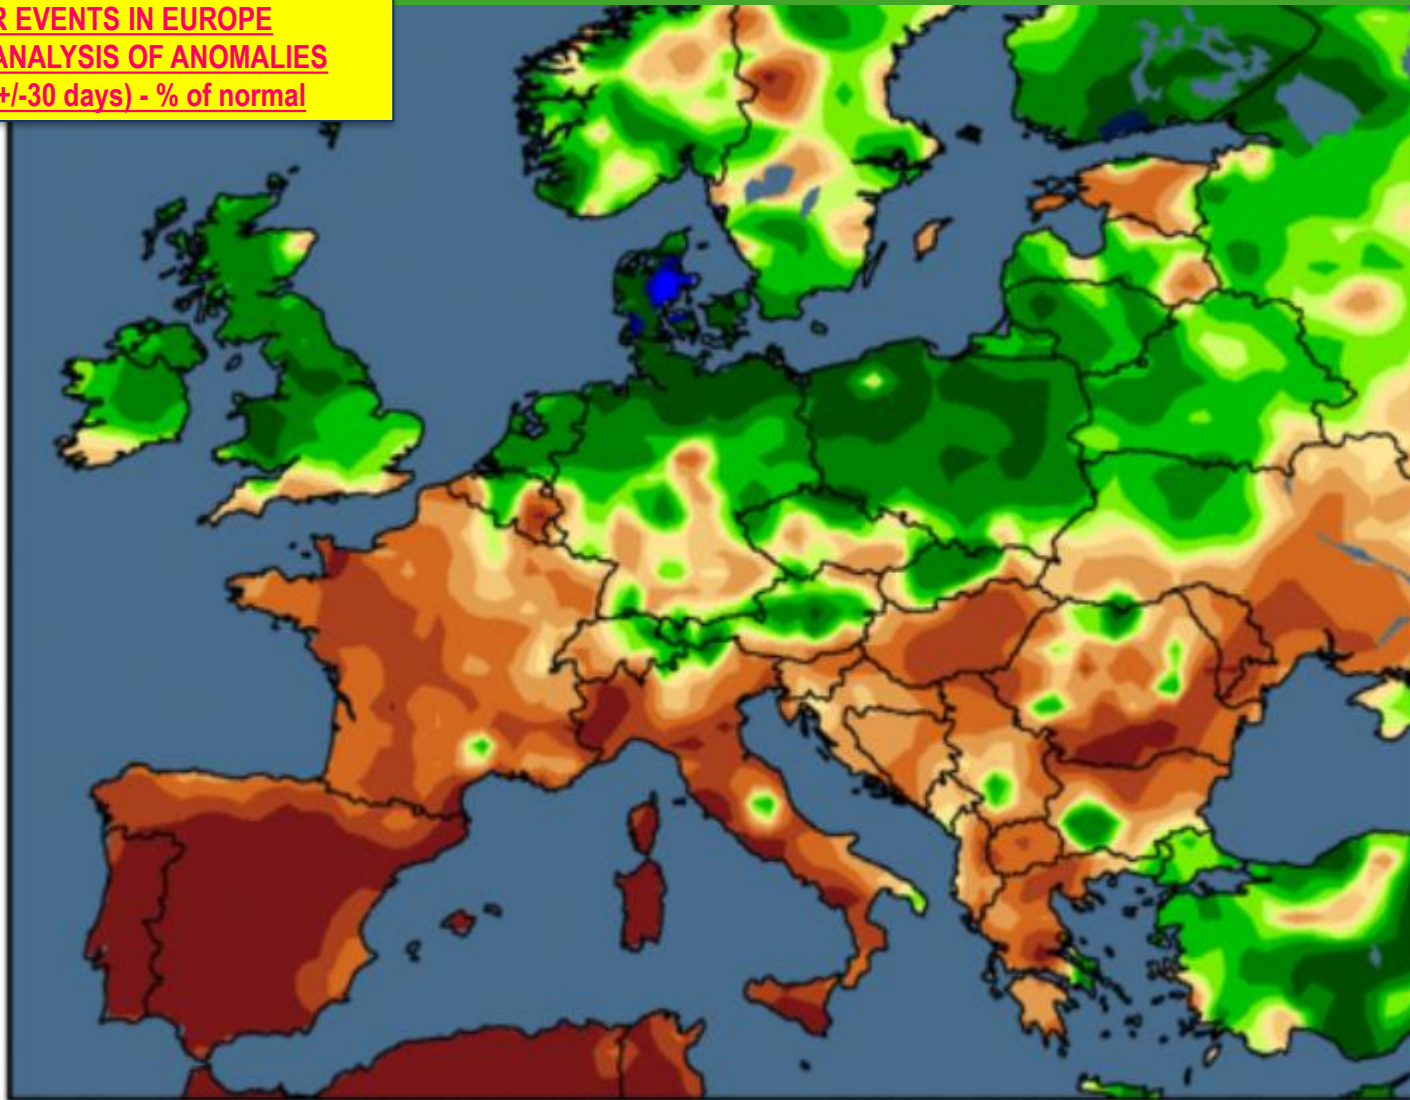 R EVENTS IN EUROPE
ANALYSIS OF ANOMALIES
+/-30 days) - % of normal